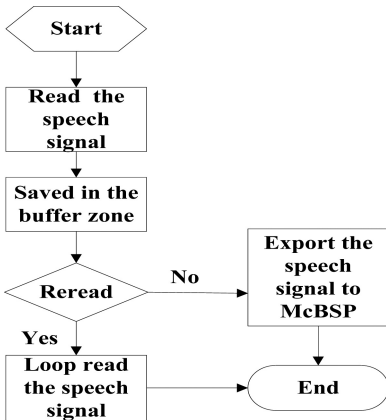 Start
Read the
speech
signal
Saved in the
buffer zone
Reread
No
Yes
Export the
speech
signal to
McBSP
Loop read
the speech
signal
End